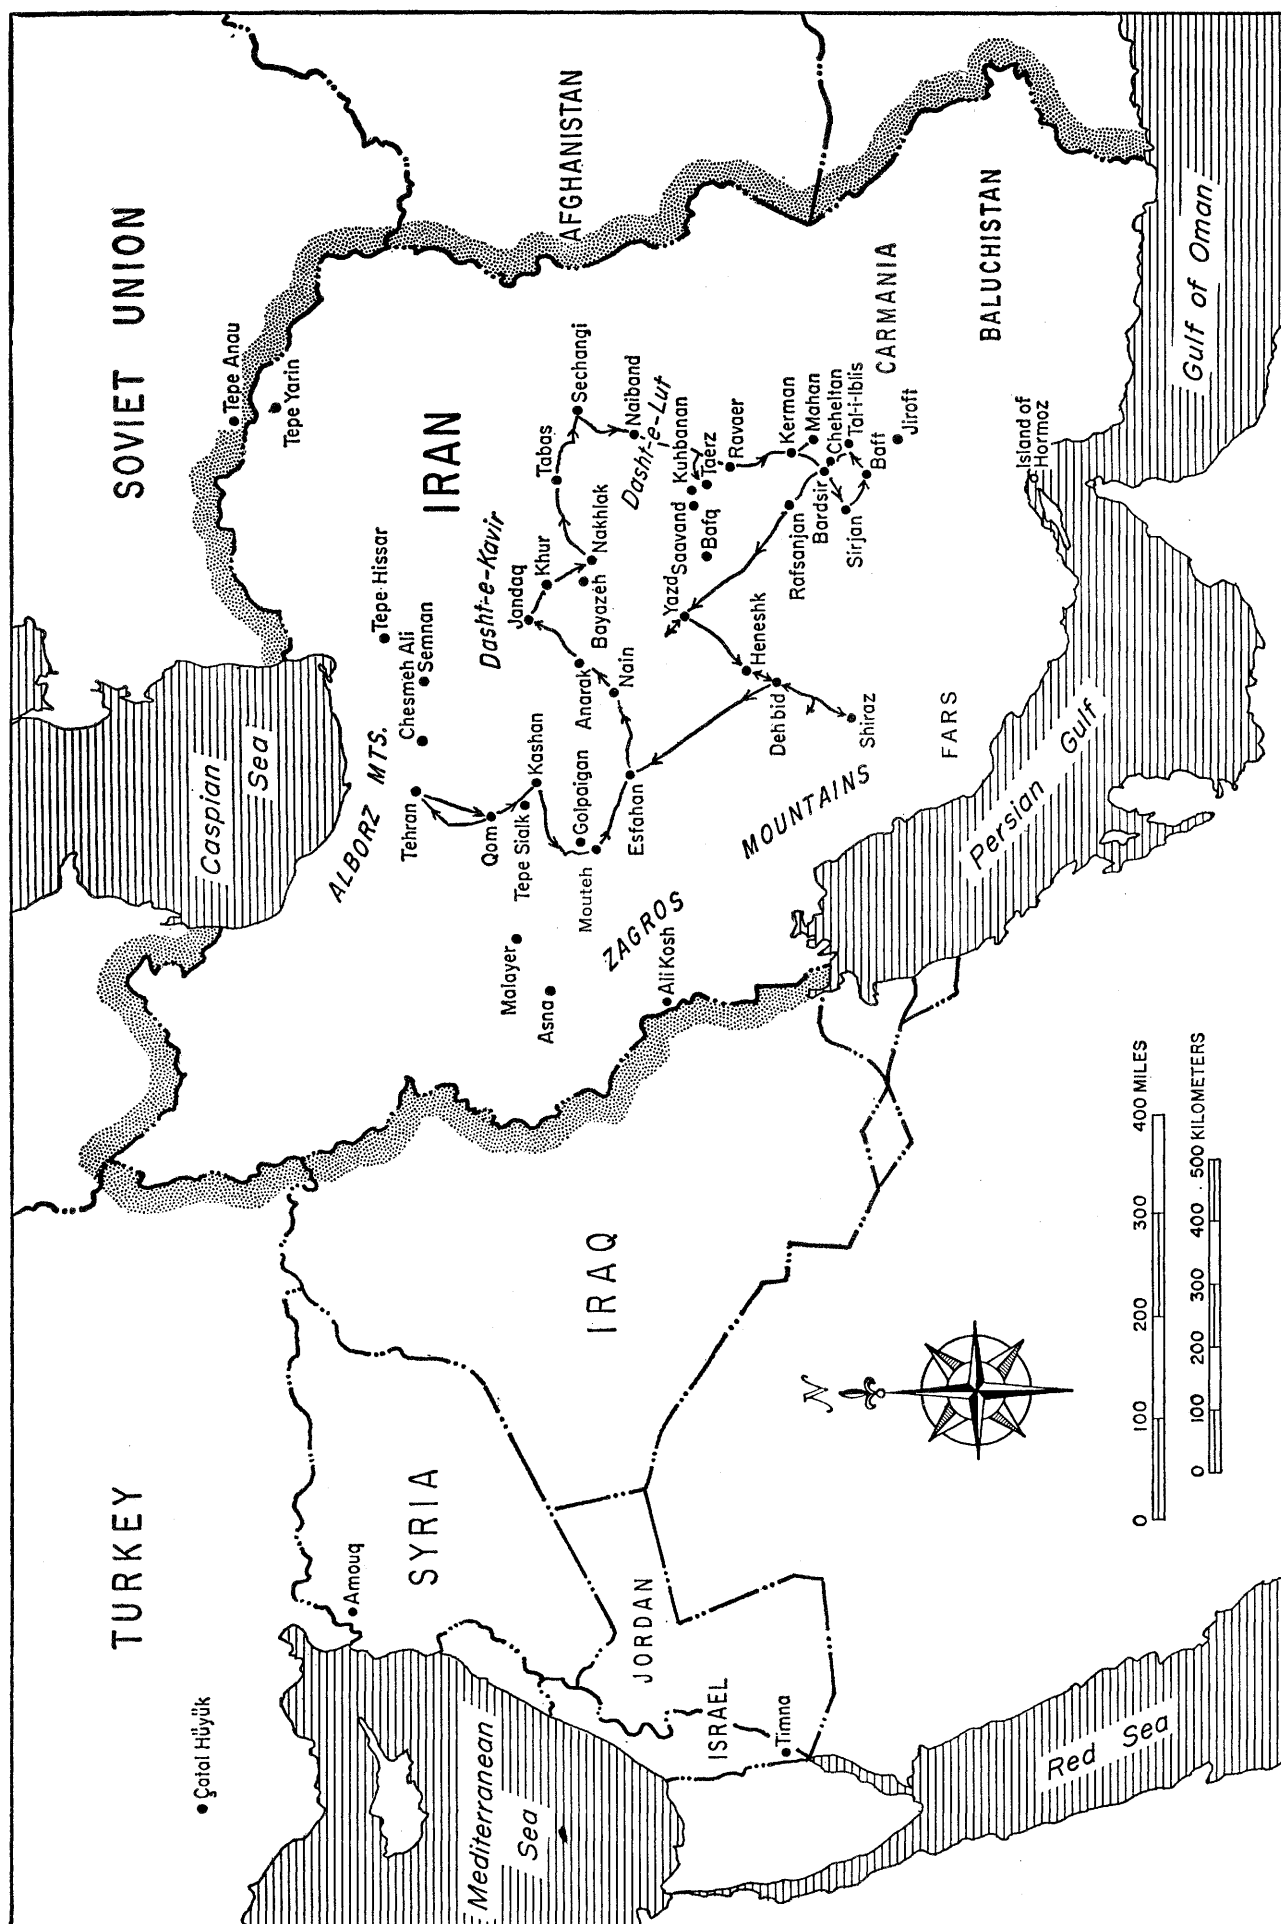 SOVIET UNION
TURKEY
Tepe Anau
Tepe Yarin
Çatal Hüyük
Caspian
Sea
ALBORZ MTS.
Tepe Hissar
Chesmeh Ali
Semnan
Tehran
IRAN
AFGHANISTAN
Amouq
SYRIA
Mediterranean
Sea
Dasht-e-Kavir
Qom
Tepe Sialk
Kashan
Malayer
Asna
Jandaq
Khur
Tabas
Sechangi
Nakhlak
Bayazeh
Anarak
Nain
Golpaigan
Mouteh
Esfahan
IRAQ
JORDAN
ISRAEL
Timna
ZAGROS
MOUNTAINS
Ali Kosh
Naiband
Dasht-e-Lut
Kuhbanan
Taerz
Ravaer
Saavand
Bafq
Yazd
Heneshk
Deh bid
Shiraz
Kerman
Mahan
Cheheltan
Tal-i-Iblis
Rafsanjan
Bardsir
Sirjan
Baft
Jiroft
CARMANIA
FARS
BALUCHISTAN
Island of
Hormoz
Persian Gulf
Gulf of Oman
Red Sea
N
0 100 200 300 400 MILES
0 100 200 300 400 500 KILOMETERS